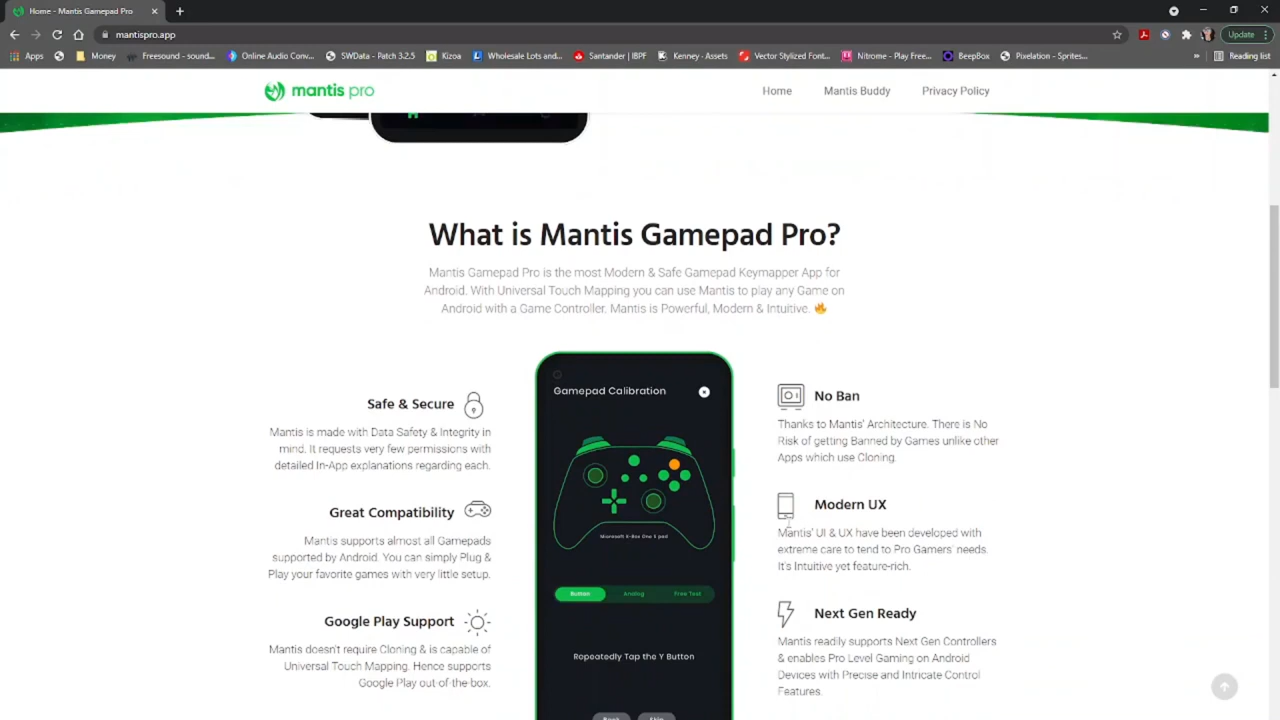 Home - Mantis Gamepad Pro
mantispro.app
Update
Apps
Menu
Freesound - sound...
Online Audio Conv...
SWData - Patch 3.2.5
Kizoa
Wholesale Lots and...
Santander | IBPF
Kenney - Assets
Vector Stylized Font...
Nitrome - Play Free...
BeepBox
Pixelation - Sprites...
»
Reading list
mantis pro
Home
Mantis Buddy
Privacy Policy
What is Mantis Gamepad Pro?
Mantis Gamepad Pro is the most Modern & Safe Gamepad Keymapper App for
Android. With Universal Touch Mapping you can use Mantis to play any Game on
Android with a Game Controller. Mantis is Powerful, Modern & Intuitive. 🔥
Safe & Secure
Mantis is made with Data Safety & Integrity in
mind. It requests very few permissions with
detailed In-App explanations regarding each.
Great Compatibility
Mantis supports almost all Gamepads
supported by Android. You can simply Plug &
Play your favorite games with very little setup.
Google Play Support
Mantis doesn't require Cloning & is capable of
Universal Touch Mapping. Hence supports
Google Play out of the box.
Gamepad Calibration
Microsoft X-Box One S pad
Button
Analog
Free Test
Repeatedly Tap the Y Button
Back
Skip
No Ban
Thanks to Mantis' Architecture. There is No
Risk of getting Banned by Games unlike other
Apps which use Cloning.
Modern UX
Mantis' UI & UX have been developed with
extreme care to tend to Pro Gamers' needs.
It's Intuitive yet feature-rich.
Next Gen Ready
Mantis readily supports Next Gen Controllers
& enables Pro Level Gaming on Android
Devices with Precise and Intricate Control
Features.